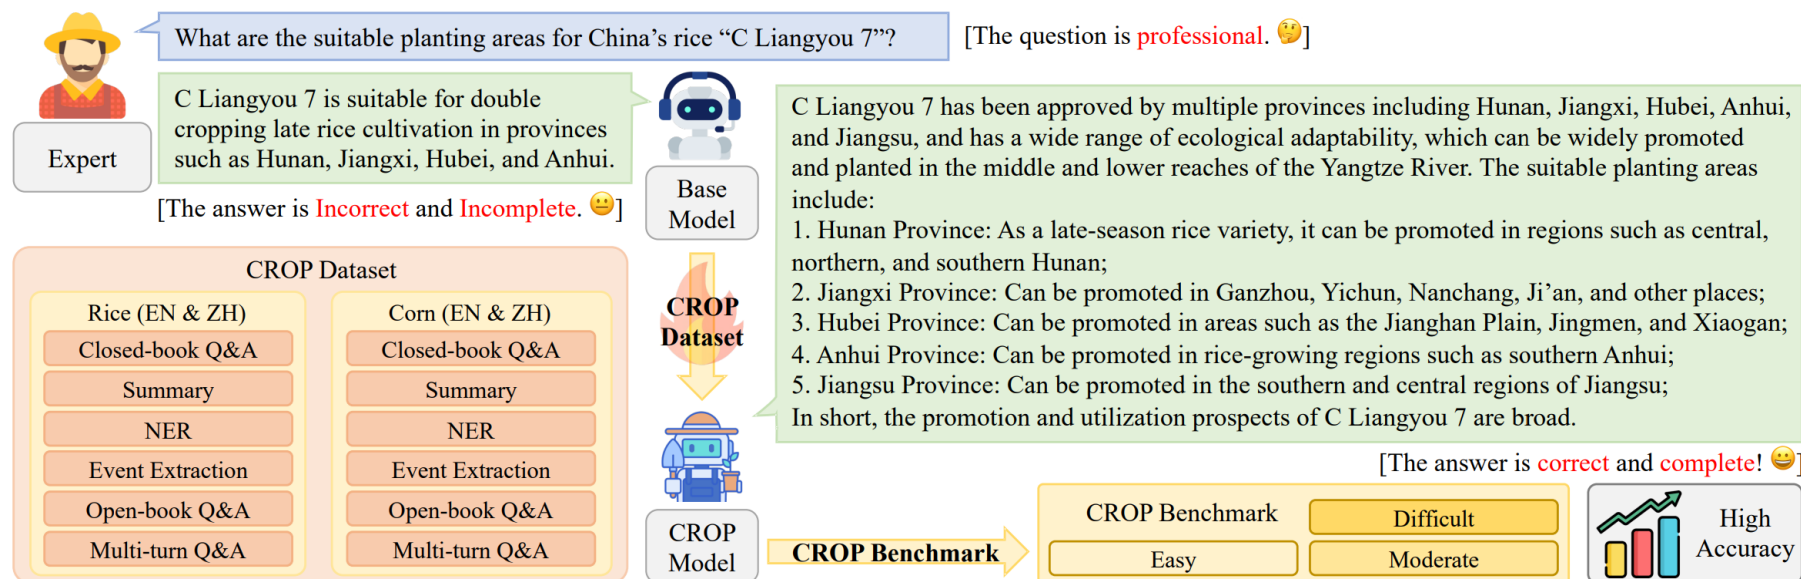 What are the suitable planting areas for China's rice “C Liangyou 7”?
[The question is professional. 🤔]
Expert
C Liangyou 7 is suitable for double
cropping late rice cultivation in provinces
such as Hunan, Jiangxi, Hubei, and Anhui.
Base
Model
[The answer is Incorrect and Incomplete. 😐]
C Liangyou 7 has been approved by multiple provinces including Hunan, Jiangxi, Hubei, Anhui,
and Jiangsu, and has a wide range of ecological adaptability, which can be widely promoted
and planted in the middle and lower reaches of the Yangtze River. The suitable planting areas
include:
1. Hunan Province: As a late-season rice variety, it can be promoted in regions such as central,
northern, and southern Hunan;
2. Jiangxi Province: Can be promoted in Ganzhou, Yichun, Nanchang, Ji’an, and other places;
3. Hubei Province: Can be promoted in areas such as the Jianghan Plain, Jingmen, and Xiaogan;
4. Anhui Province: Can be promoted in rice-growing regions such as southern Anhui;
5. Jiangsu Province: Can be promoted in the southern and central regions of Jiangsu;
In short, the promotion and utilization prospects of C Liangyou 7 are broad.
[The answer is correct and complete! 😀]
CROP Dataset
Rice (EN & ZH)
Closed-book Q&A
Summary
NER
Event Extraction
Open-book Q&A
Multi-turn Q&A
Corn (EN & ZH)
Closed-book Q&A
Summary
NER
Event Extraction
Open-book Q&A
Multi-turn Q&A
CROP
Dataset
CROP
Model
CROP Benchmark
CROP Benchmark
Difficult
Easy
Moderate
High
Accuracy